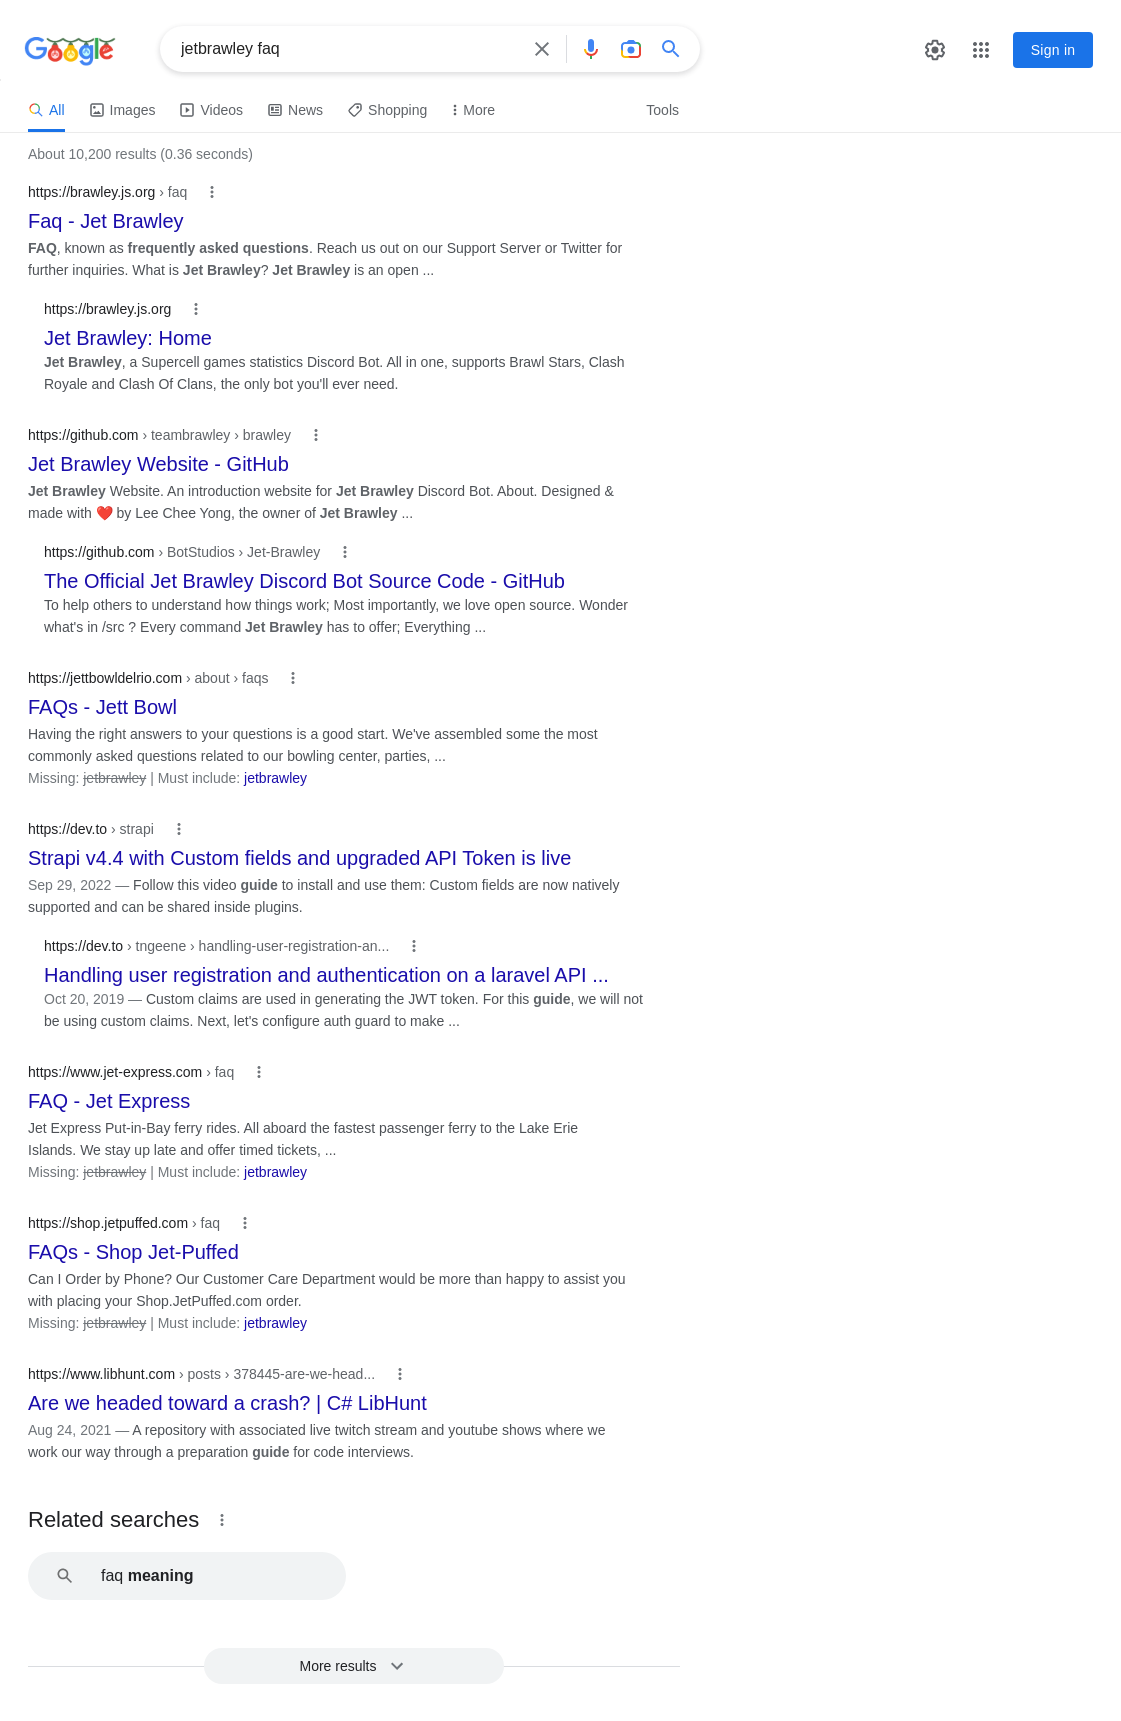 Google
jetbrawley faq
Sign in
All Images Videos News Shopping More Tools
About 10,200 results (0.36 seconds)
https://brawley.js.org › faq
Faq - Jet Brawley
FAQ, known as frequently asked questions. Reach us out on our Support Server or Twitter for
further inquiries. What is Jet Brawley? Jet Brawley is an open ...
https://brawley.js.org
Jet Brawley: Home
Jet Brawley, a Supercell games statistics Discord Bot. All in one, supports Brawl Stars, Clash
Royale and Clash Of Clans, the only bot you'll ever need.
https://github.com › teambrawley › brawley
Jet Brawley Website - GitHub
Jet Brawley Website. An introduction website for Jet Brawley Discord Bot. About. Designed &
made with ❤️ by Lee Chee Yong, the owner of Jet Brawley ...
https://github.com › BotStudios › Jet-Brawley
The Official Jet Brawley Discord Bot Source Code - GitHub
To help others to understand how things work; Most importantly, we love open source. Wonder
what's in /src ? Every command Jet Brawley has to offer; Everything ...
https://jettbowldelrio.com › about › faqs
FAQs - Jett Bowl
Having the right answers to your questions is a good start. We've assembled some the most
commonly asked questions related to our bowling center, parties, ...
Missing: jetbrawley | Must include: jetbrawley
https://dev.to › strapi
Strapi v4.4 with Custom fields and upgraded API Token is live
Sep 29, 2022 — Follow this video guide to install and use them: Custom fields are now natively
supported and can be shared inside plugins.
https://dev.to › tngeene › handling-user-registration-an...
Handling user registration and authentication on a laravel API ...
Oct 20, 2019 — Custom claims are used in generating the JWT token. For this guide, we will not
be using custom claims. Next, let's configure auth guard to make ...
https://www.jet-express.com › faq
FAQ - Jet Express
Jet Express Put-in-Bay ferry rides. All aboard the fastest passenger ferry to the Lake Erie
Islands. We stay up late and offer timed tickets, ...
Missing: jetbrawley | Must include: jetbrawley
https://shop.jetpuffed.com › faq
FAQs - Shop Jet-Puffed
Can I Order by Phone? Our Customer Care Department would be more than happy to assist you
with placing your Shop.JetPuffed.com order.
Missing: jetbrawley | Must include: jetbrawley
https://www.libhunt.com › posts › 378445-are-we-head...
Are we headed toward a crash? | C# LibHunt
Aug 24, 2021 — A repository with associated live twitch stream and youtube shows where we
work our way through a preparation guide for code interviews.
Related searches
faq meaning
More results